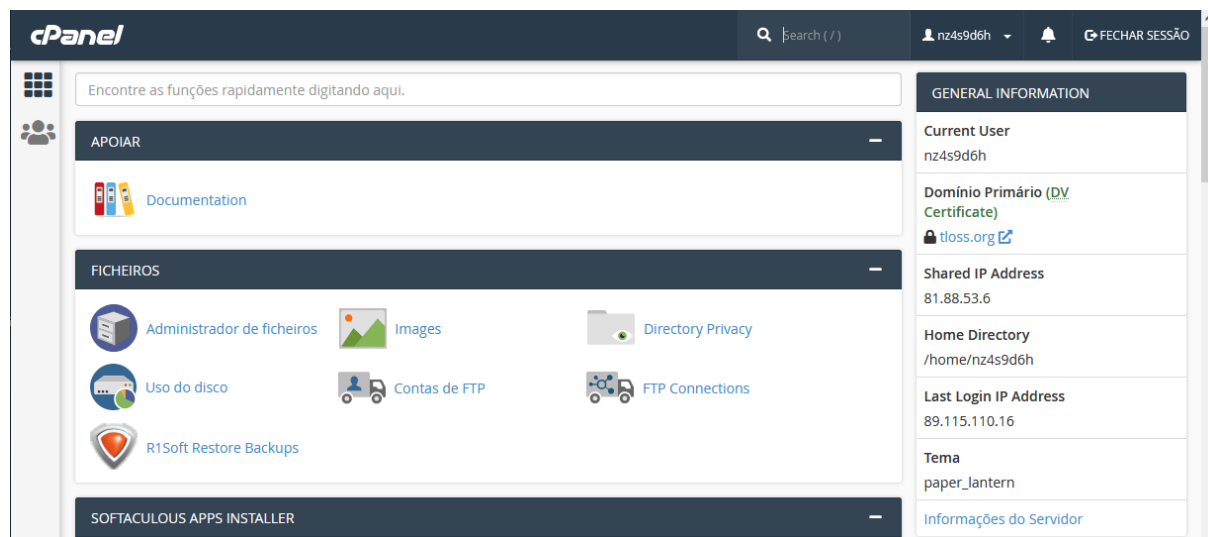 cPanel
Search ( / )
nz4s9d6h
FECHAR SESSÃO
Encontre as funções rapidamente digitando aqui.
APOIAR
Documentation
FICHEIROS
Administrador de ficheiros
Images
Directory Privacy
Uso do disco
Contas de FTP
FTP Connections
R1Soft Restore Backups
SOFTACULOUS APPS INSTALLER
GENERAL INFORMATION
Current User
nz4s9d6h
Domínio Primário (DV
Certificate)
tloss.org
Shared IP Address
81.88.53.6
Home Directory
/home/nz4s9d6h
Last Login IP Address
89.115.110.16
Tema
paper_lantern
Informações do Servidor